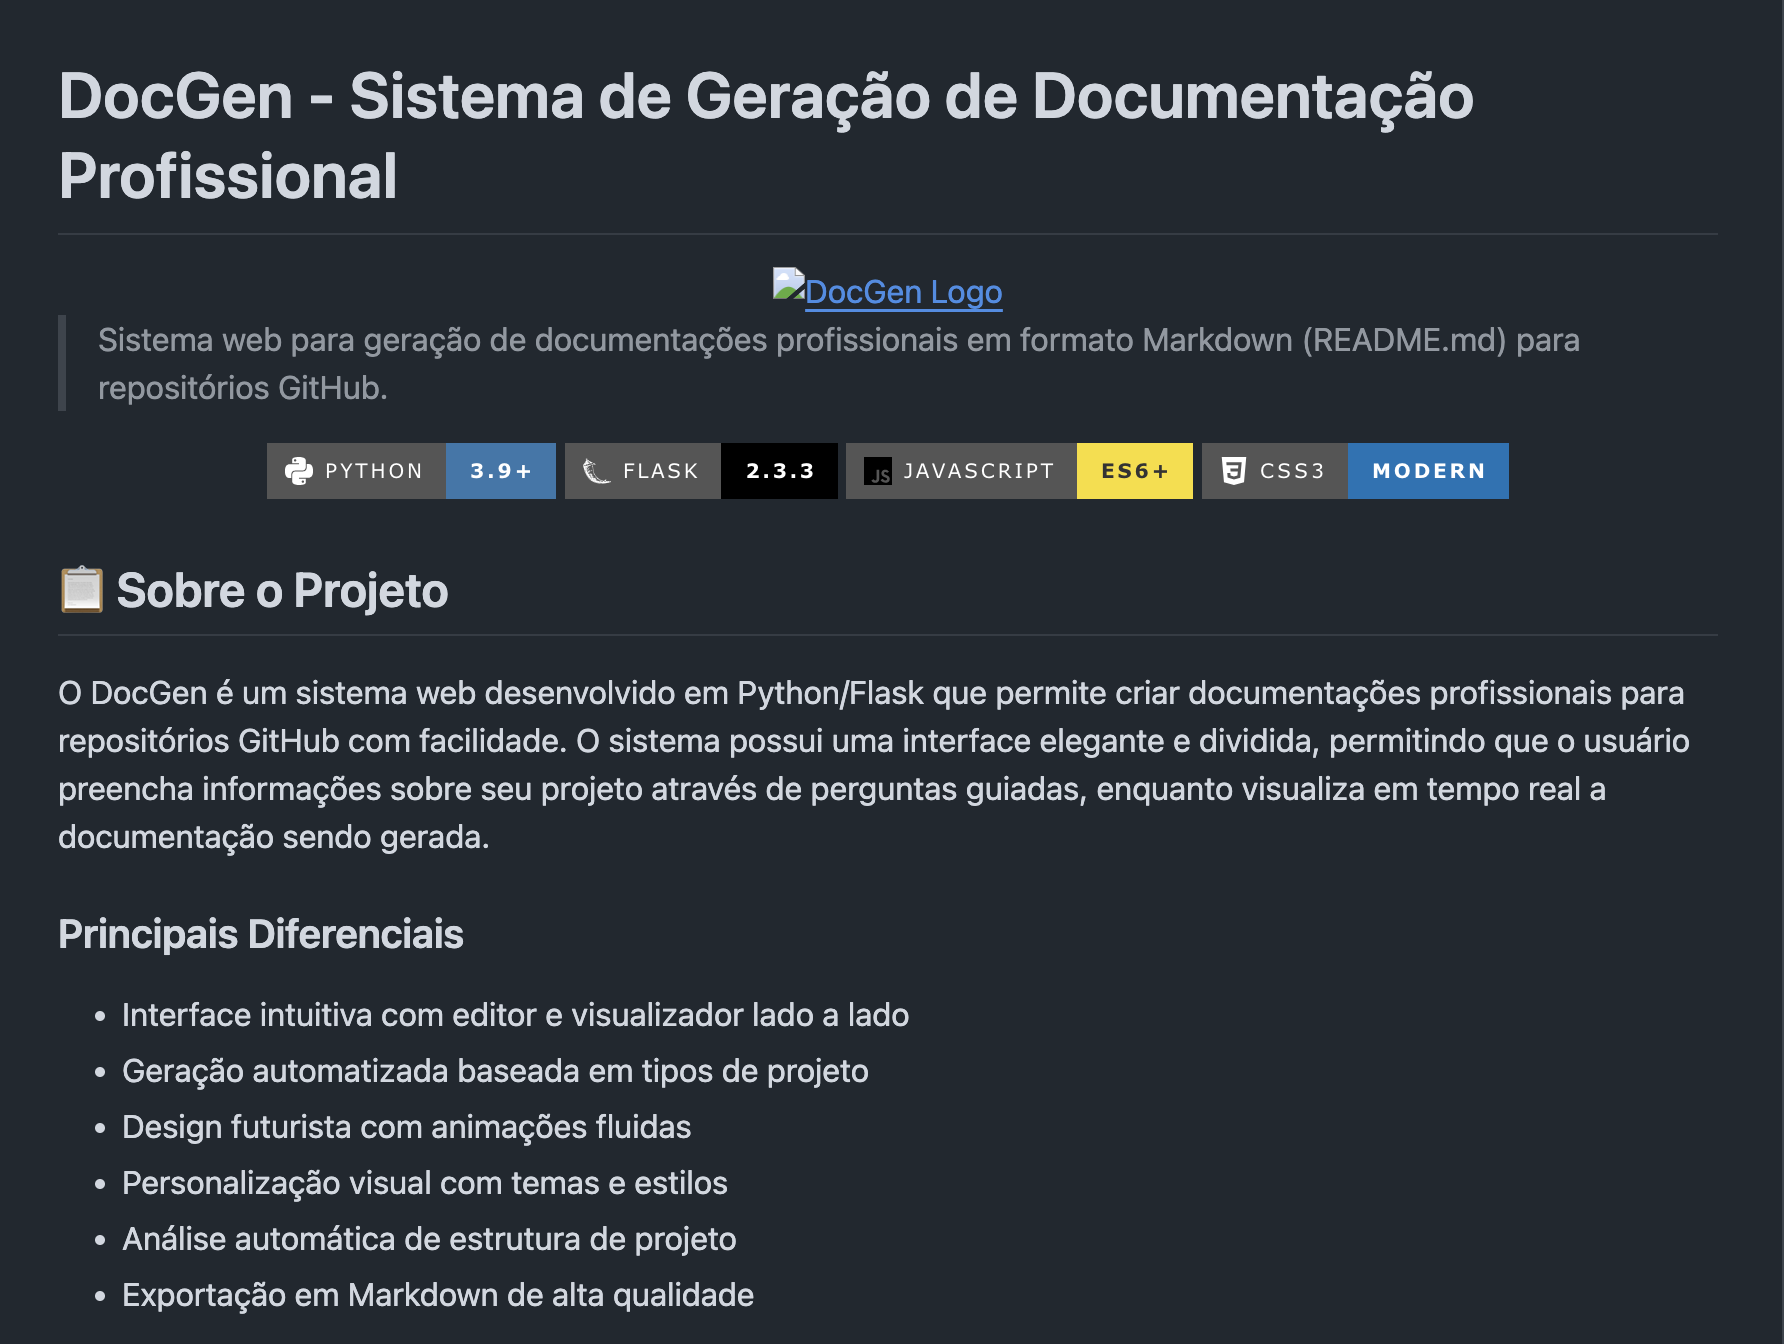 DocGen - Sistema de Geração de Documentação
Profissional
DocGen Logo
Sistema web para geração de documentações profissionais em formato Markdown (README.md) para
repositórios GitHub.
PYTHON 3.9+ FLASK 2.3.3 JS JAVASCRIPT ES6+ CSS3 MODERN
Sobre o Projeto
O DocGen é um sistema web desenvolvido em Python/Flask que permite criar documentações profissionais para
repositórios GitHub com facilidade. O sistema possui uma interface elegante e dividida, permitindo que o usuário
preencha informações sobre seu projeto através de perguntas guiadas, enquanto visualiza em tempo real a
documentação sendo gerada.
Principais Diferenciais
• Interface intuitiva com editor e visualizador lado a lado
• Geração automatizada baseada em tipos de projeto
• Design futurista com animações fluidas
• Personalização visual com temas e estilos
• Análise automática de estrutura de projeto
• Exportação em Markdown de alta qualidade